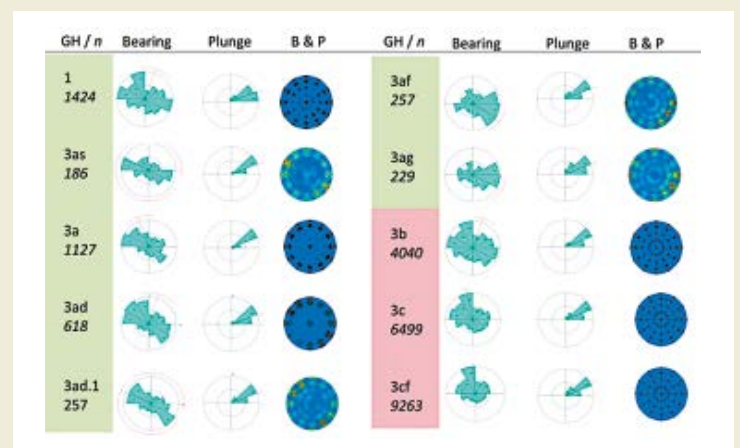 GH / n Bearing Plunge B & P GH / n Bearing Plunge B & P
1
1424
3as
186
3a
1127
3ad
618
3ad.1
257
3af
257
3ag
229
3b
4040
3c
6499
3cf
9263